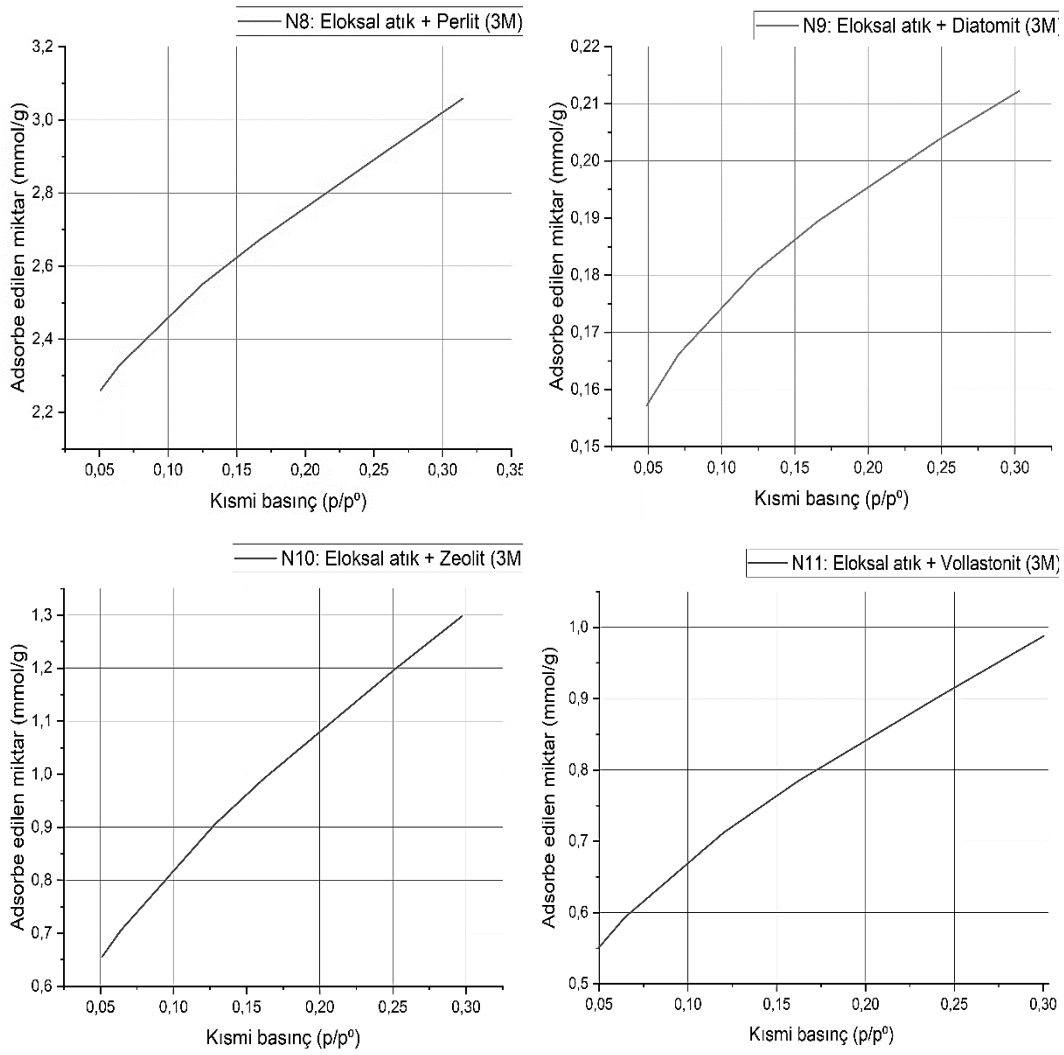 N8: Eloksal atık + Perlit (3M)
Adsorbe edilen miktar (mmol/g)
3,2
3,0
2,8
2,6
2,4
2,2
0,05 0,10 0,15 0,20 0,25 0,30 0,35
Kısmi basınç (p/pº)
N9: Eloksal atık + Diatomit (3M)
Adsorbe edilen miktar (mmol/g)
0,22
0,21
0,20
0,19
0,18
0,17
0,16
0,15
0,05 0,10 0,15 0,20 0,25 0,30
Kısmi basınç (p/pº)
N10: Eloksal atık + Zeolit (3M
Adsorbe edilen miktar (mmol/g)
1,3
1,2
1,1
1,0
0,9
0,8
0,7
0,6
0,05 0,10 0,15 0,20 0,25 0,30
Kısmi basınç (p/pº)
N11: Eloksal atık + Vollastonit (3M)
Adsorbe edilen miktar (mmol/g)
1,0
0,9
0,8
0,7
0,6
0,5
0,05 0,10 0,15 0,20 0,25 0,30
Kısmi basınç (p/pº)